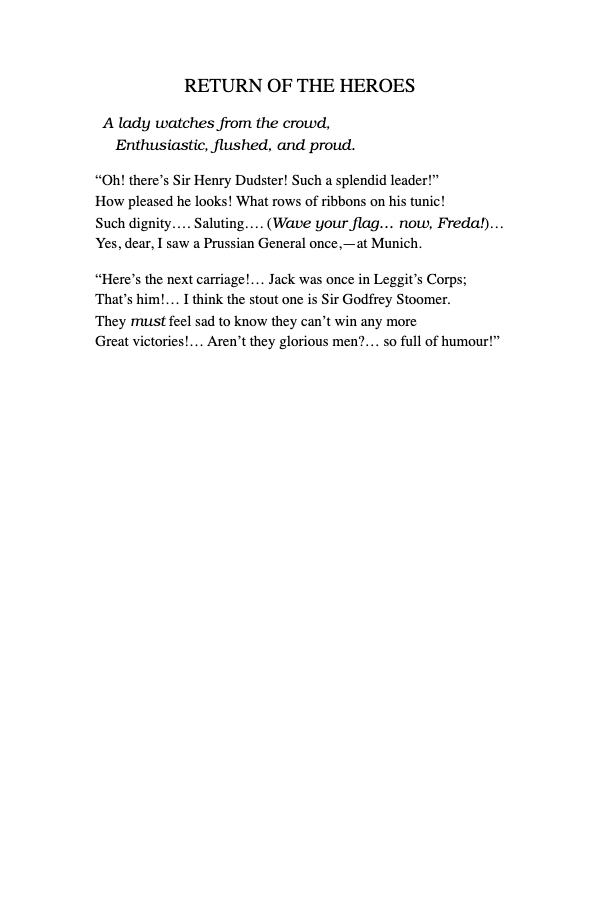 RETURN OF THE HEROES
A lady watches from the crowd,
Enthusiastic, flushed, and proud.
“Oh! there’s Sir Henry Dudster! Such a splendid leader!”
How pleased he looks! What rows of ribbons on his tunic!
Such dignity…. Saluting…. (Wave your flag… now, Freda!)…
Yes, dear, I saw a Prussian General once,—at Munich.
“Here’s the next carriage!… Jack was once in Leggit’s Corps;
That’s him!… I think the stout one is Sir Godfrey Stoomer.
They must feel sad to know they can’t win any more
Great victories!… Aren’t they glorious men?… so full of humour!”